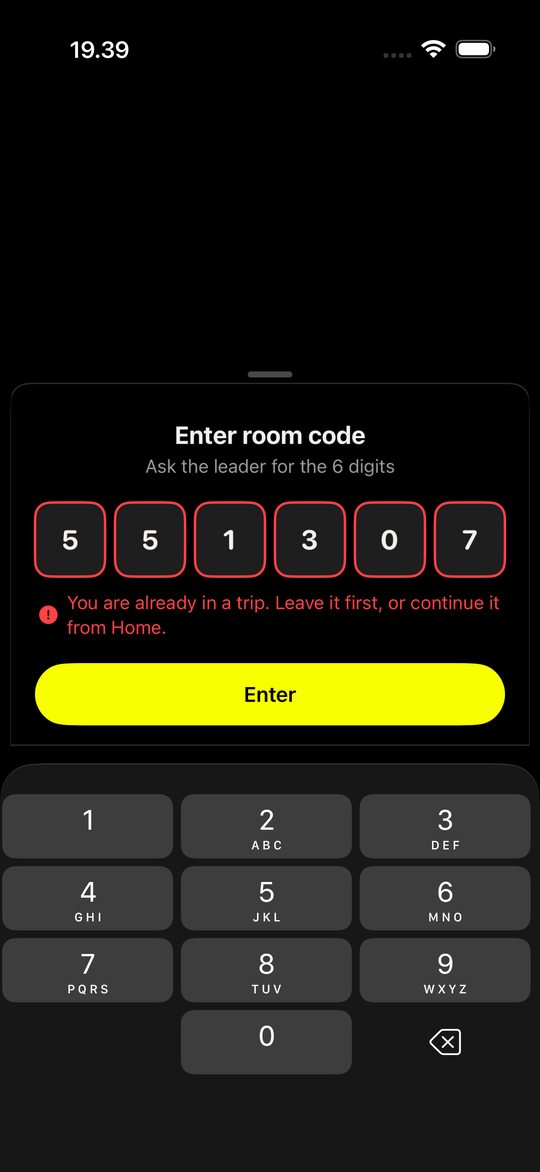 19.39
Enter room code
Ask the leader for the 6 digits
5 5 1 3 0 7
You are already in a trip. Leave it first, or continue it
from Home.
Enter
1 2 3
ABC DEF
4 5 6
GHI JKL MNO
7 8 9
PQRS TUV WXYZ
0